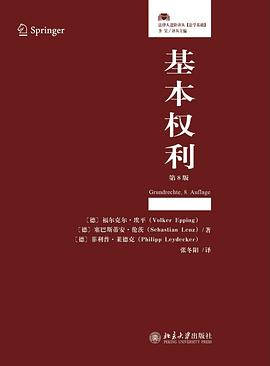 Springer
法律人进阶译丛【法学基础】
李昊/译丛主编
基本权利
第8版
Grundrechte, 8. Auflage
［德］福尔克尔·埃平（Volker Epping）
［德］塞巴斯蒂安·伦茨（Sebastian Lenz）/著
［德］菲利普·莱德克（Philipp Leydecker）
张冬阳/译
北京大学出版社
PEKING UNIVERSITY PRESS